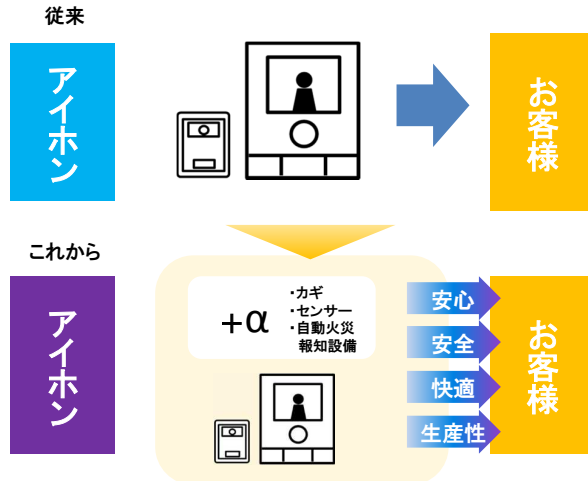 従来
アイホン
お客様
これから
アイホン
+α
・カギ
・センサー
・自動火災
報知設備
安心
安全
快適
生産性
お客様